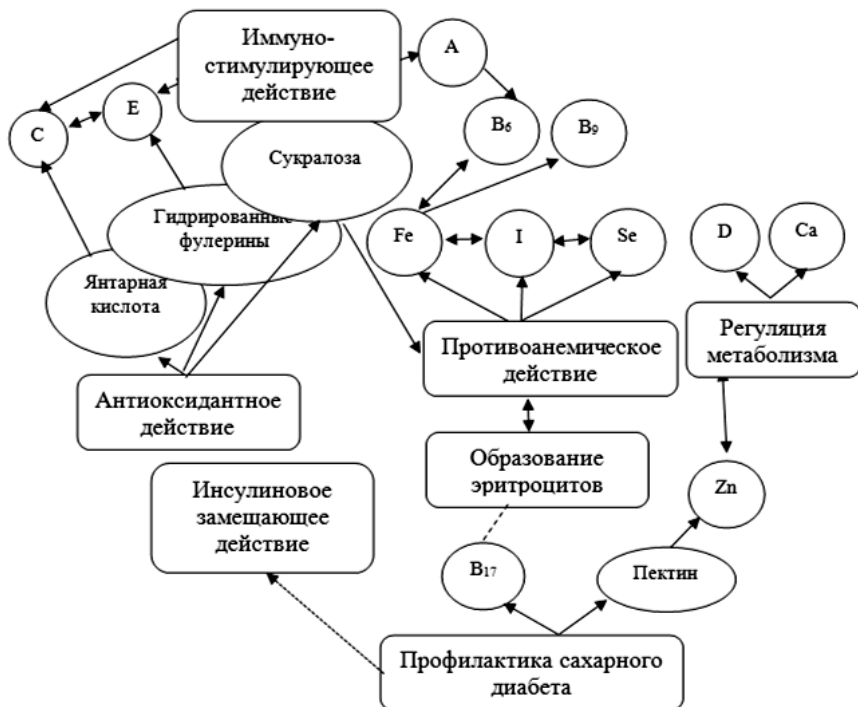 Иммуно-
стимулирующее
действие
A
E
C
B6
B9
Сукралоза
Гидрированные
фулерины
Янтарная
кислота
Fe
I
Se
D
Ca
Противоанемическое
действие
Регуляция
метаболизма
Антиоксидантное
действие
Образование
эритроцитов
Инсулиновое
замещающее
действие
Zn
B17
Пектин
Профилактика сахарного
диабета